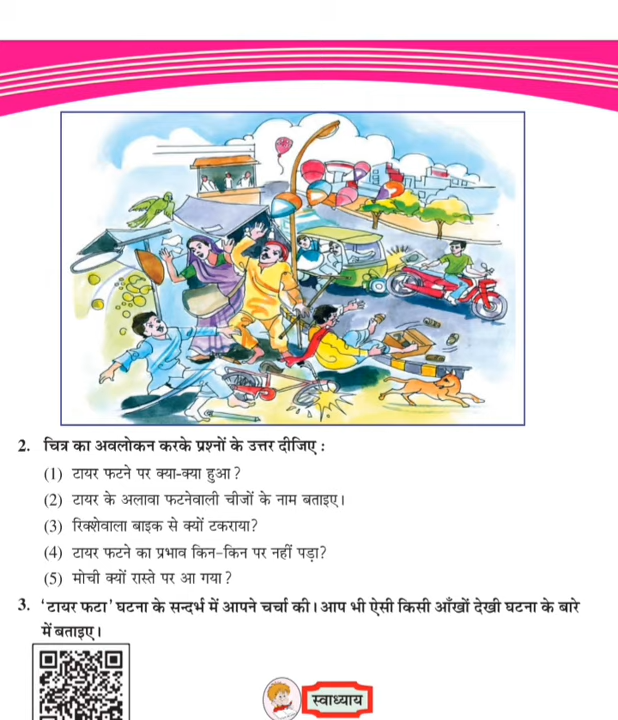 2. चित्र का अवलोकन करके प्रश्नों के उत्तर दीजिए :
(1) टायर फटने पर क्या-क्या हुआ ?
(2) टायर के अलावा फटनेवाली चीजों के नाम बताइए।
(3) रिक्शेवाला बाइक से क्यों टकराया?
(4) टायर फटने का प्रभाव किन-किन पर नहीं पड़ा?
(5) मोची क्यों रास्ते पर आ गया ?
3. ‘टायर फटा’ घटना के सन्दर्भ में आपने चर्चा की। आप भी ऐसी किसी आँखों देखी घटना के बारे
में बताइए।
स्वाध्याय